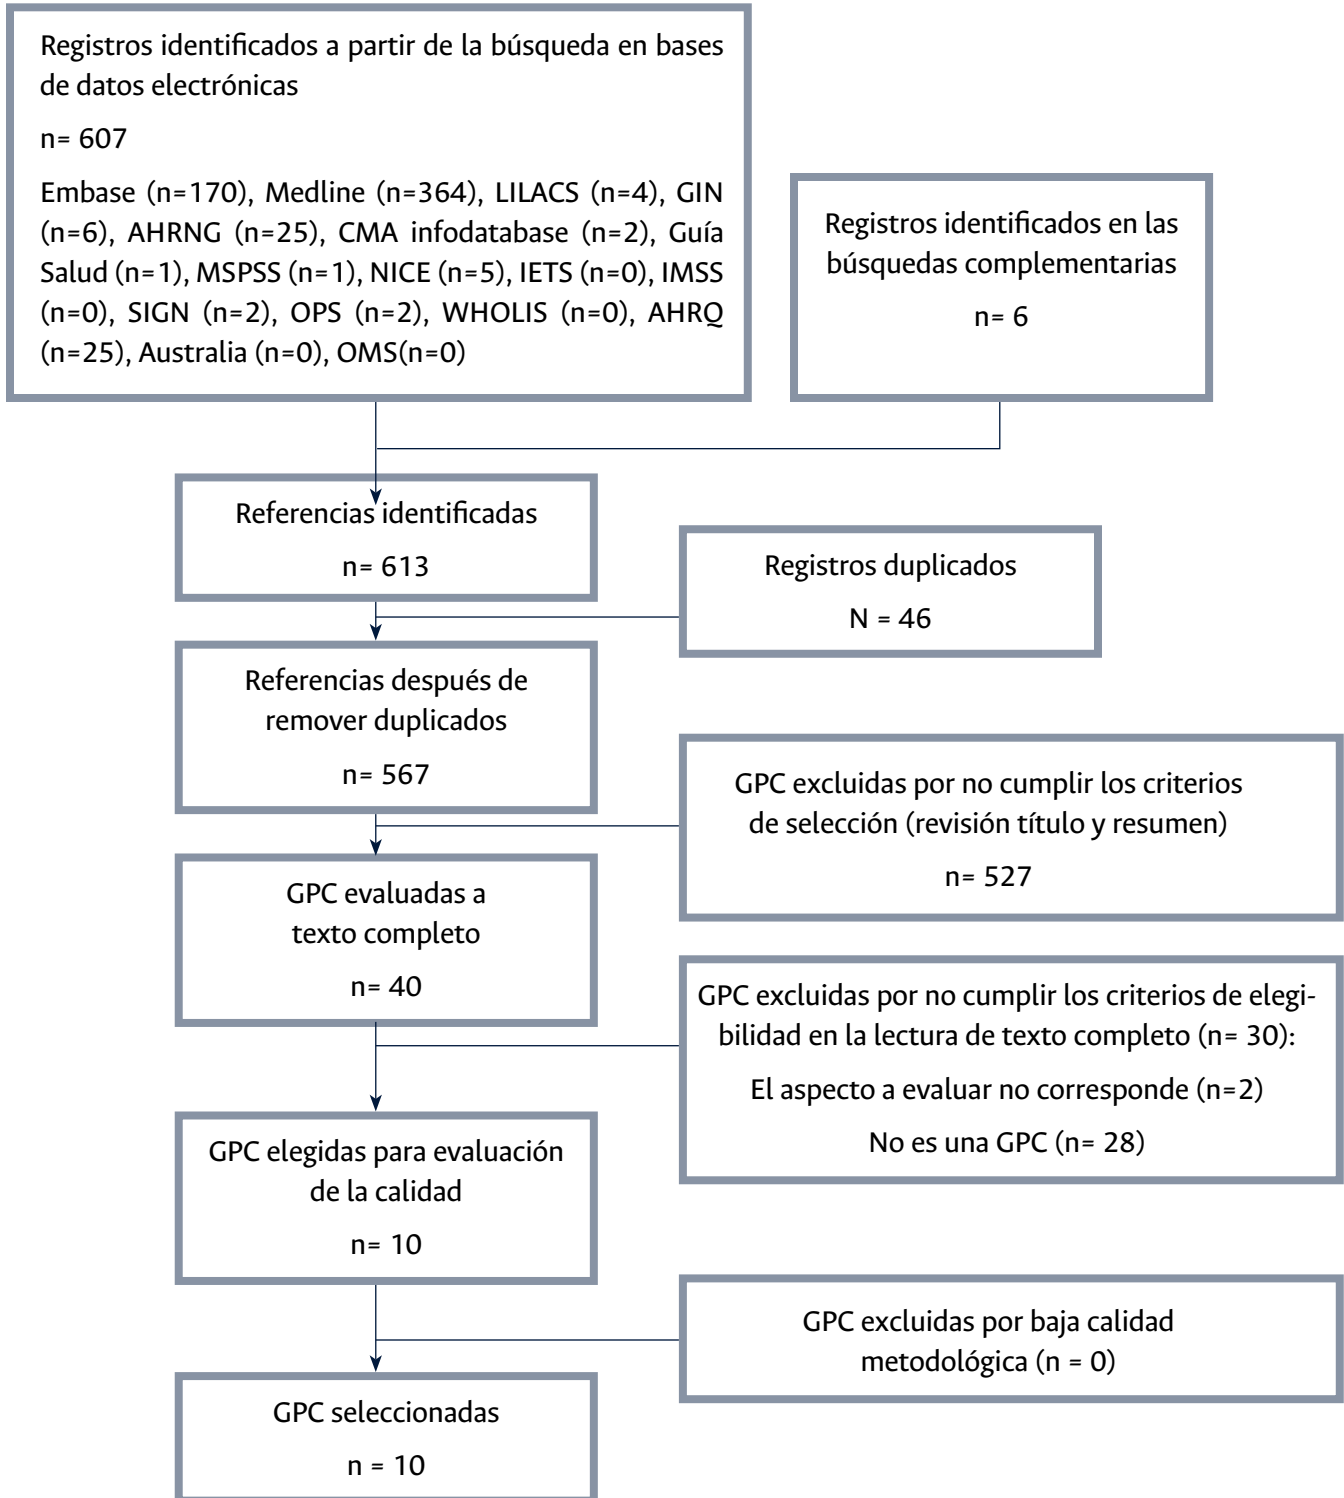 Registros identificados a partir de la búsqueda en bases
de datos electrónicas
n= 607
Embase (n=170), Medline (n=364), LILACS (n=4), GIN
(n=6), AHRNG (n=25), CMA infodatabase (n=2), Guía
Salud (n=1), MSPSS (n=1), NICE (n=5), IETS (n=0), IMSS
(n=0), SIGN (n=2), OPS (n=2), WHOLIS (n=0), AHRQ
(n=25), Australia (n=0), OMS(n=0)
Registros identificados en las
búsquedas complementarias
n= 6
Referencias identificadas
n= 613
Registros duplicados
N = 46
Referencias después de
remover duplicados
n= 567
GPC excluidas por no cumplir los criterios
de selección (revisión título y resumen)
n= 527
GPC evaluadas a
texto completo
n= 40
GPC excluidas por no cumplir los criterios de elegi-
bilidad en la lectura de texto completo (n= 30):
El aspecto a evaluar no corresponde (n=2)
No es una GPC (n= 28)
GPC elegidas para evaluación
de la calidad
n= 10
GPC excluidas por baja calidad
metodológica (n = 0)
GPC seleccionadas
n = 10